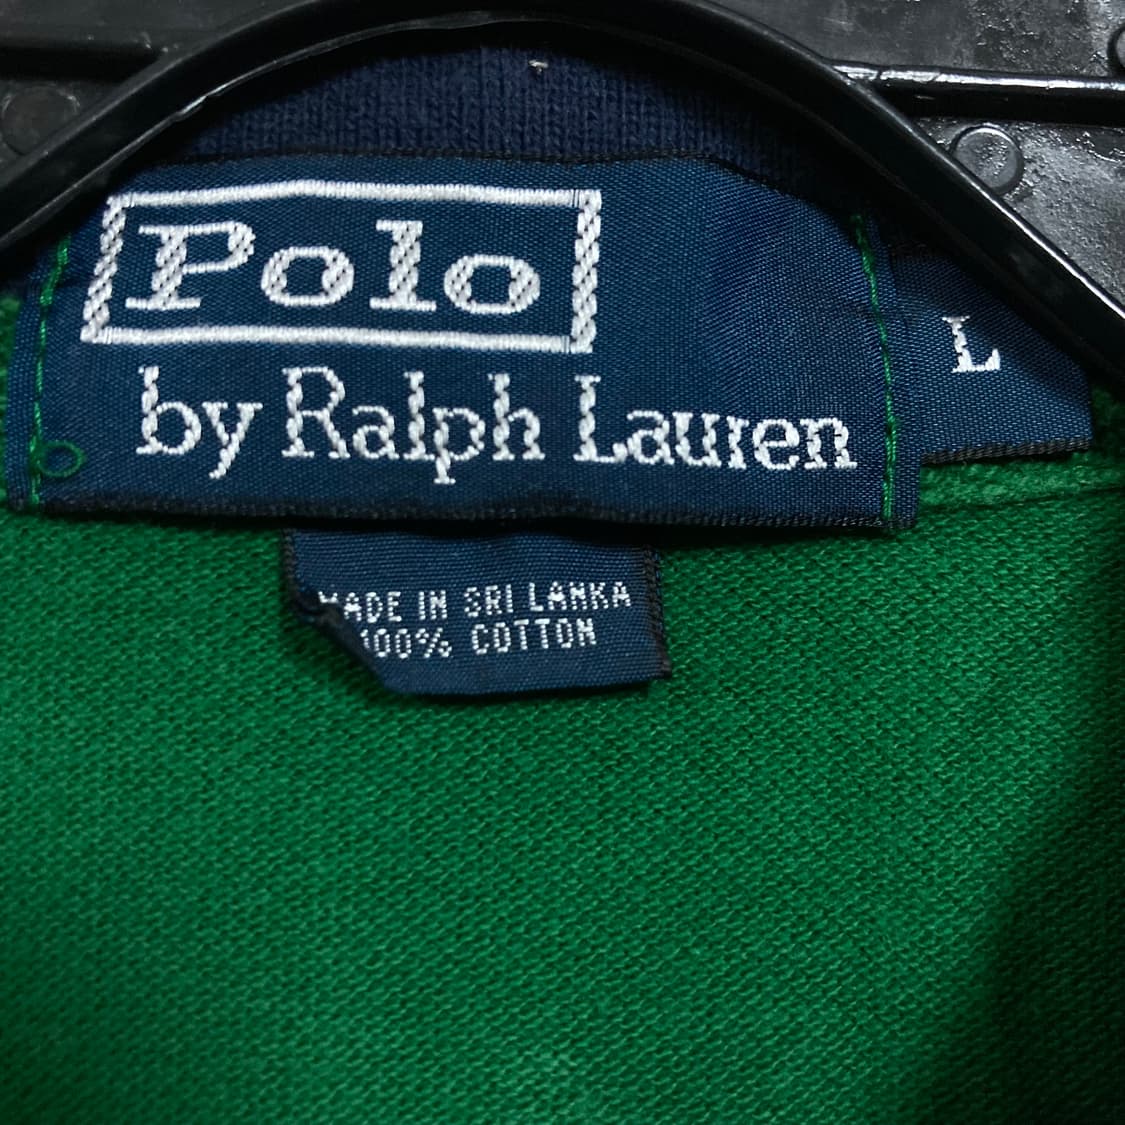 Polo
by Ralph Lauren
L
MADE IN SRI LANKA
100% COTTON